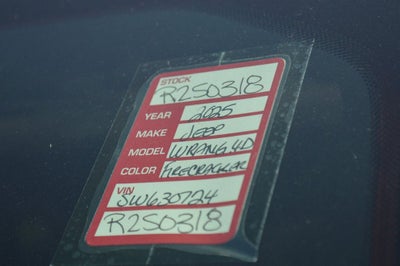 STOCK
R2S0318
YEAR 2025
MAKE JEEP
MODEL WRANG 4D
COLOR FIRECRACKER
VIN
SW630724
R2S0318